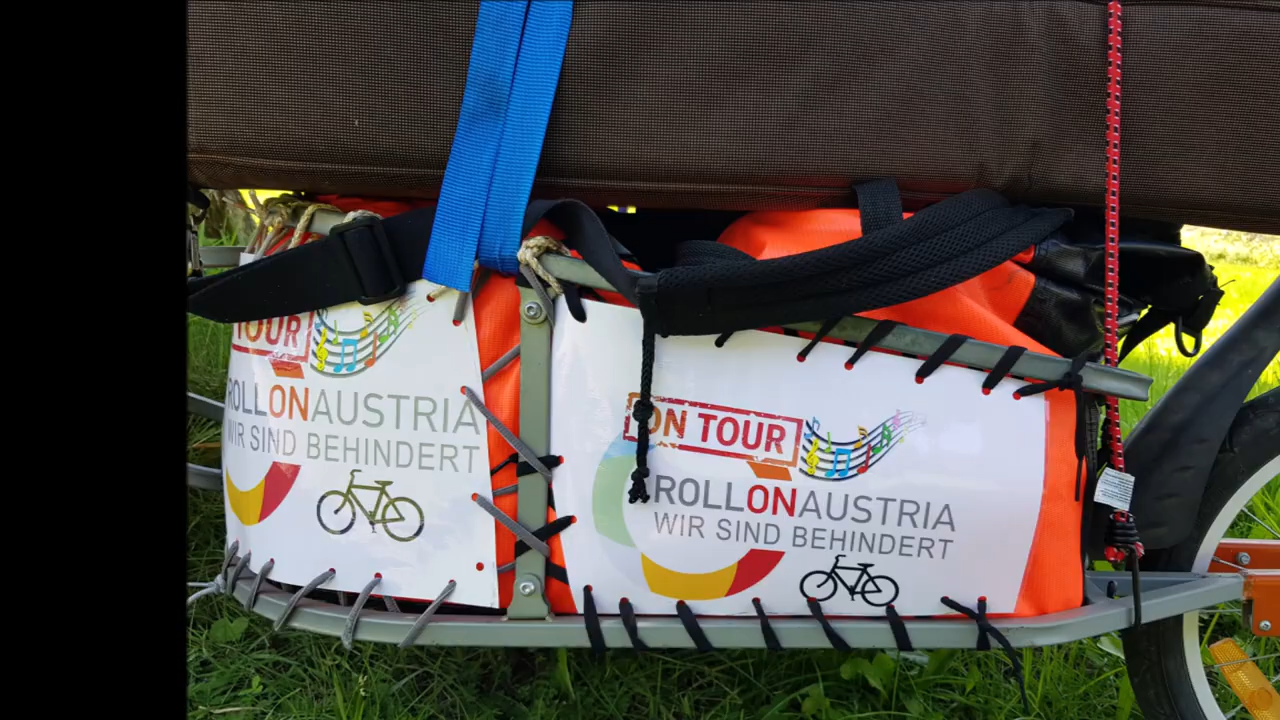 TOUR
ROLLONAUSTRIA
WIR SIND BEHINDERT
ON TOUR
ROLLONAUSTRIA
WIR SIND BEHINDERT